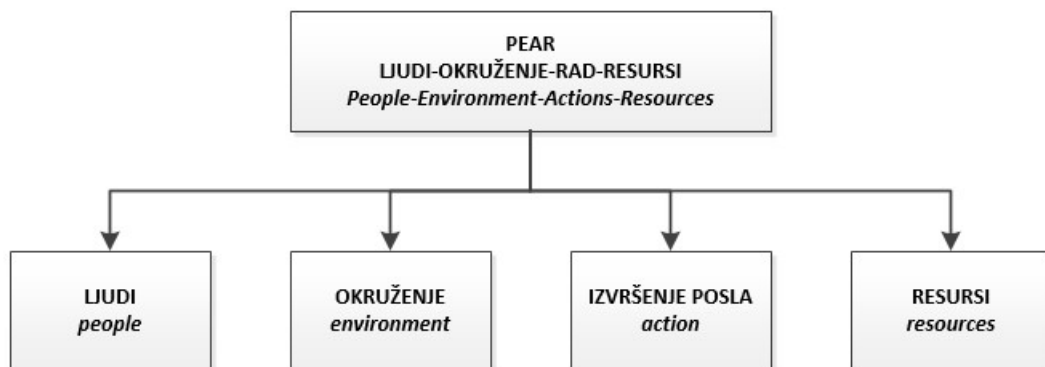 PEAR
LJUDI-OKRUŽENJE-RAD-RESURSI
People-Environment-Actions-Resources
LJUDI
people
OKRUŽENJE
environment
IZVRŠENJE POSLA
action
RESURSI
resources